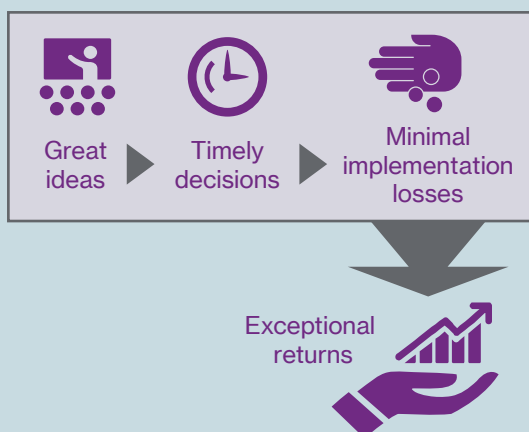 Great
ideas
Timely
decisions
Minimal
implementation
losses
Exceptional
returns